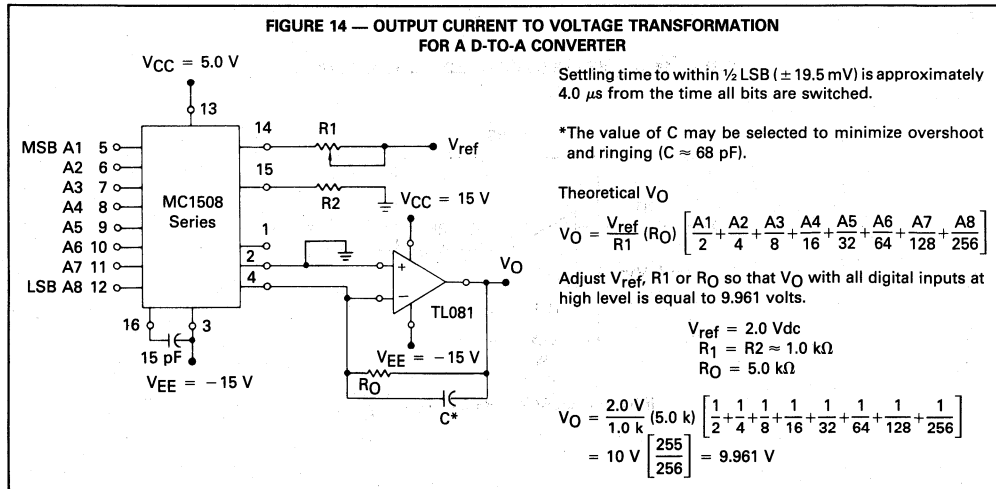 FIGURE 14 — OUTPUT CURRENT TO VOLTAGE TRANSFORMATION
FOR A D-TO-A CONVERTER
VCC = 5.0 V
13
MSB A1 5
A2 6
A3 7
A4 8
A5 9
A6 10
A7 11
LSB A8 12
MC1508
Series
14
R1
Vref
15
R2
VCC = 15 V
1
2
4
+
−
VO
TL081
16
3
15 pF
VEE = −15 V
VEE = −15 V
RO
C*
Settling time to within ½ LSB (± 19.5 mV) is approximately
4.0 µs from the time all bits are switched.
*The value of C may be selected to minimize overshoot
and ringing (C ≈ 68 pF).
Theoretical VO
VO = Vref/R1 (RO) [A1/2 + A2/4 + A3/8 + A4/16 + A5/32 + A6/64 + A7/128 + A8/256]
Adjust Vref, R1 or RO so that VO with all digital inputs at
high level is equal to 9.961 volts.
Vref = 2.0 Vdc
R1 = R2 ≈ 1.0 kΩ
RO = 5.0 kΩ
VO = 2.0 V/1.0 k (5.0 k) [1/2 + 1/4 + 1/8 + 1/16 + 1/32 + 1/64 + 1/128 + 1/256]
= 10 V [255/256] = 9.961 V